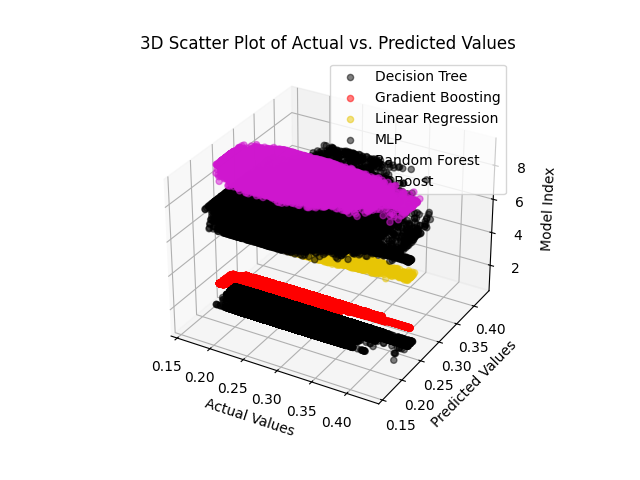 3D Scatter Plot of Actual vs. Predicted Values
Decision Tree
Gradient Boosting
Linear Regression
MLP
Random Forest
Boost
8
6
4
2
Model Index
0.15
0.20
0.25
0.30
0.35
0.40
Actual Values
0.15
0.20
0.25
0.30
0.35
0.40
Predicted Values